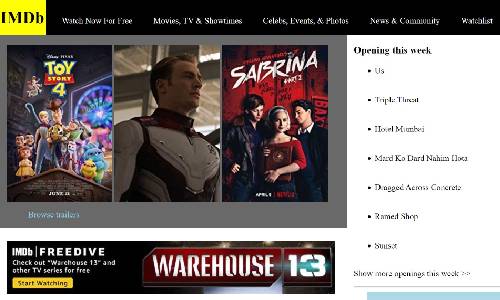 IMDb
Watch Now For Free
Movies, TV & Showtimes
Celebs, Events, & Photos
News & Community
Watchlist
DISNEY · PIXAR
TOY
STORY
4
JUNE 21
SABRINA
PART 2
APRIL 5
NETFLIX
Browse trailers
IMDb | FREEDIVE
Check out "Warehouse 13" and
other TV series for free
Start Watching
WAREHOUSE 13
Opening this week
Us
Triple Threat
Hotel Mumbai
Mard Ko Dard Nahim Hota
Dragged Across Concrete
Ramen Shop
Sunset
Show more openings this week >>